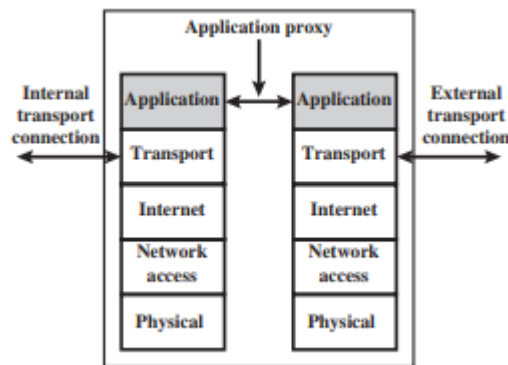 Application proxy
Internal
transport
connection
Application
Transport
Internet
Network
access
Physical
Application
Transport
Internet
Network
access
Physical
External
transport
connection